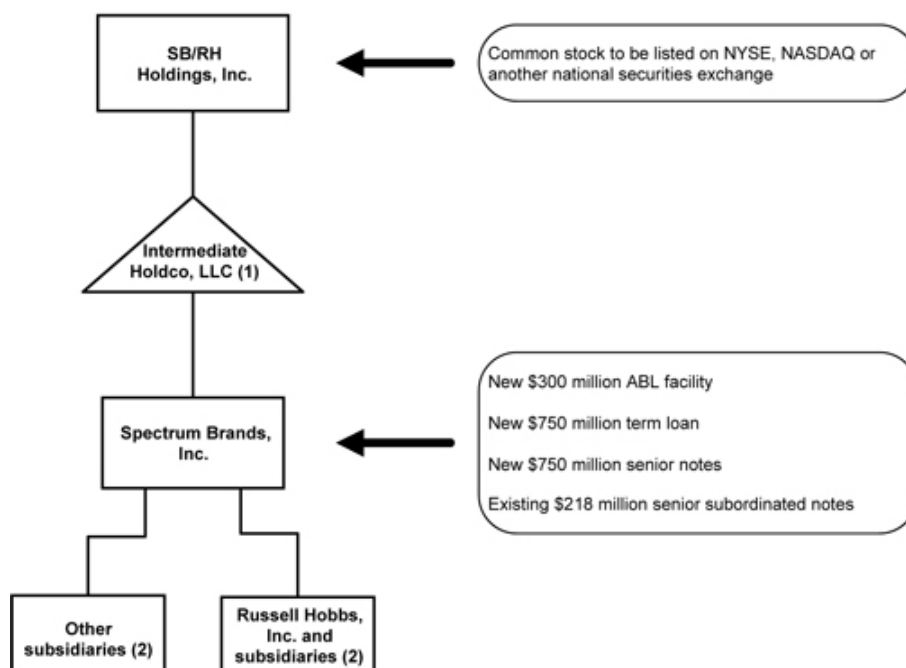 SB/RH
Holdings, Inc.
Common stock to be listed on NYSE, NASDAQ or
another national securities exchange
Intermediate
Holdco, LLC (1)
Spectrum Brands,
Inc.
New $300 million ABL facility
New $750 million term loan
New $750 million senior notes
Existing $218 million senior subordinated notes
Other
subsidiaries (2)
Russell Hobbs,
Inc. and
subsidiaries (2)